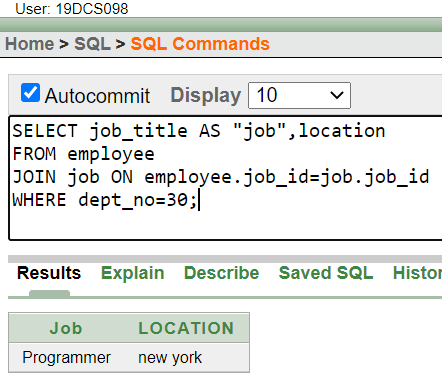 User: 19DCS098
Home > SQL > SQL Commands
Autocommit Display 10
SELECT job_title AS "job",location
FROM employee
JOIN job ON employee.job_id=job.job_id
WHERE dept_no=30;
Results Explain Describe Saved SQL Histor
Job LOCATION
Programmer new york